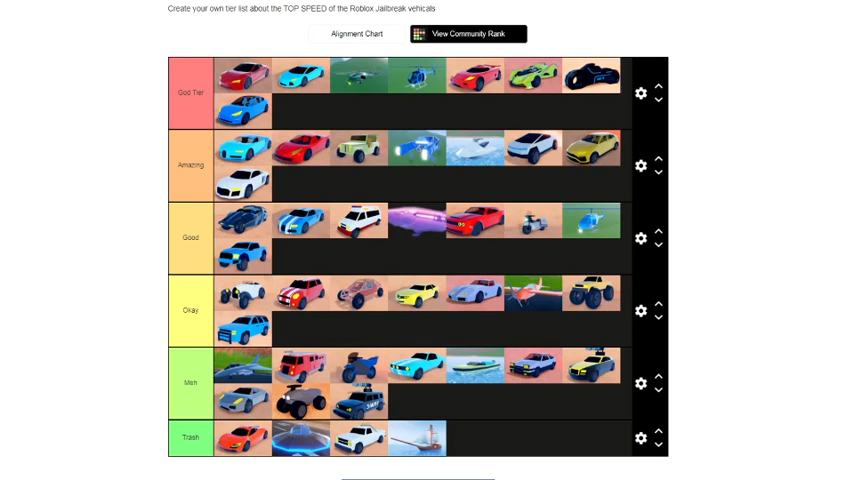 Create your own tier list about the TOP SPEED of the Roblox Jailbreak vehicals
Alignment Chart
View Community Rank
God Tier
Amazing
Good
Okay
Meh
Trash